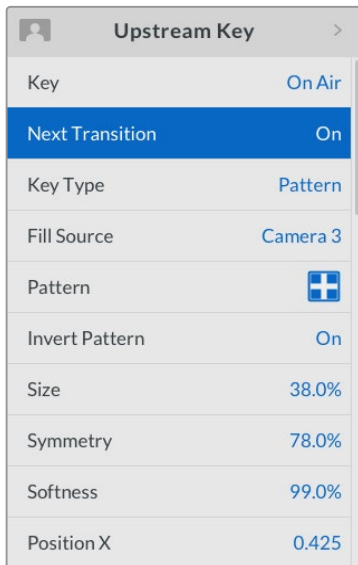 Upstream Key
Key On Air
Next Transition On
Key Type Pattern
Fill Source Camera 3
Pattern
Invert Pattern On
Size 38.0%
Symmetry 78.0%
Softness 99.0%
Position X 0.425